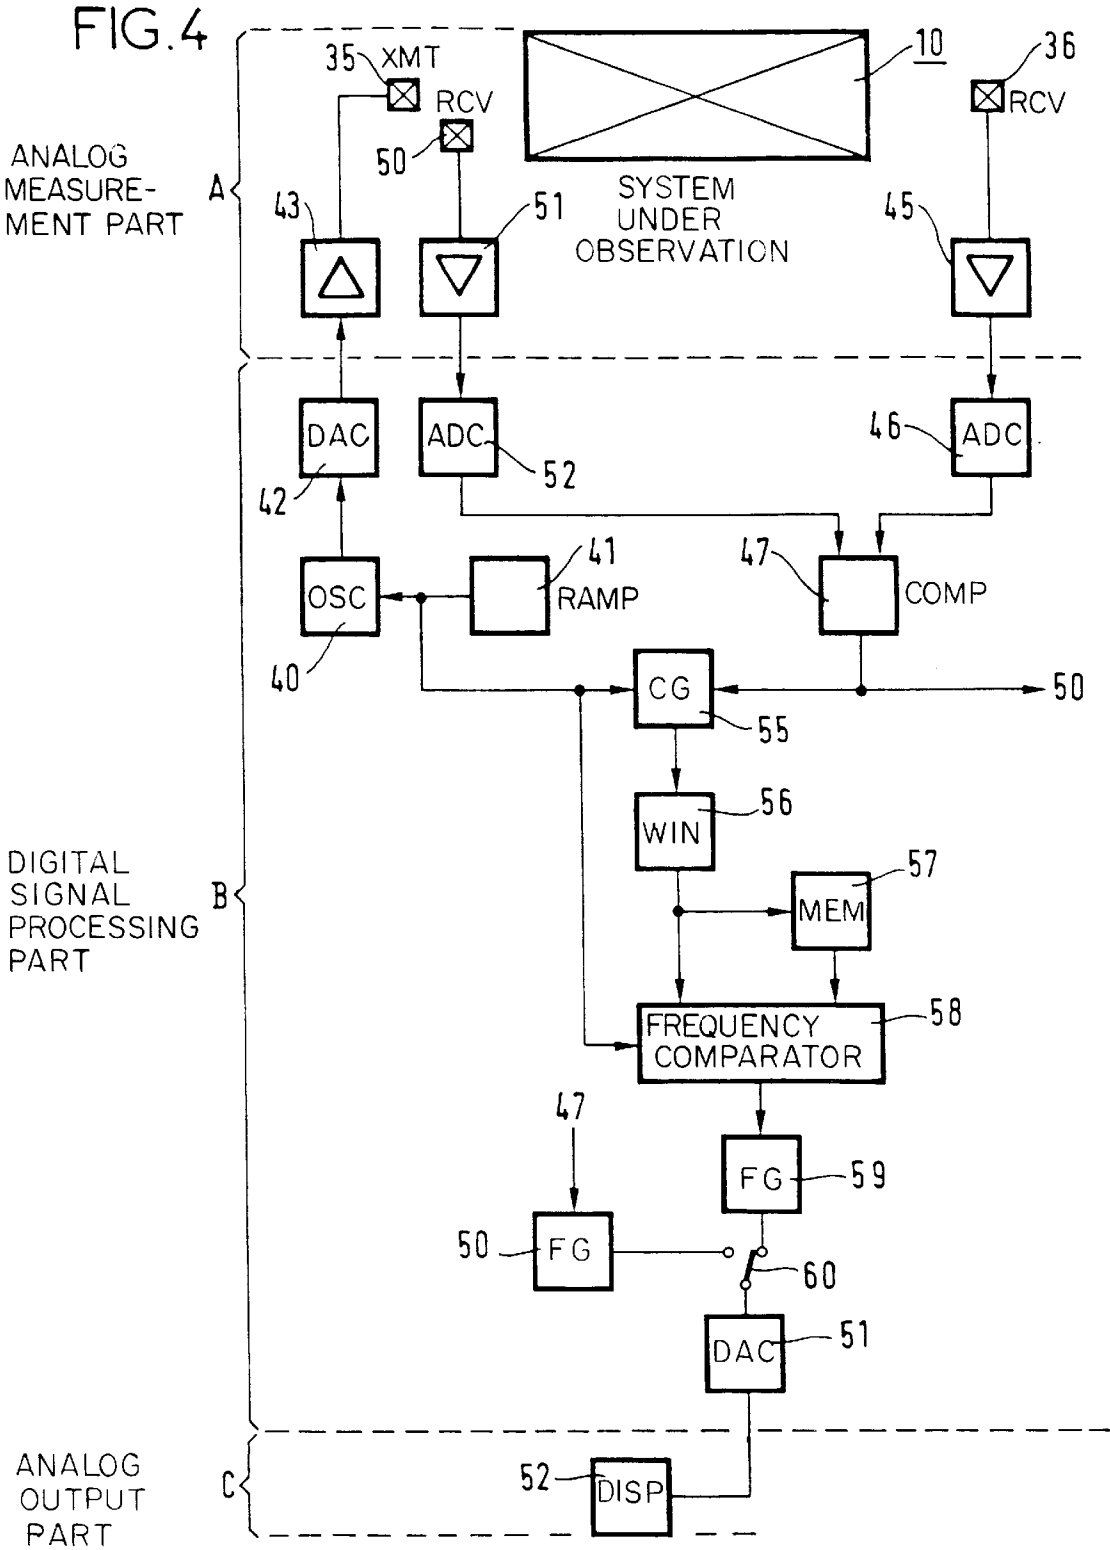 FIG.4
35 XMT
RCV
50
10
36
RCV
ANALOG
MEASURE-
MENT PART
A
SYSTEM
UNDER
OBSERVATION
43
51
45
DAC
42
ADC
52
46
ADC
OSC
40
41
RAMP
47
COMP
CG
55
50
WIN
56
57
MEM
DIGITAL
SIGNAL
PROCESSING
PART
B
FREQUENCY
COMPARATOR
58
47
FG
59
50
FG
60
DAC
51
ANALOG
OUTPUT
PART
C
52
DISP